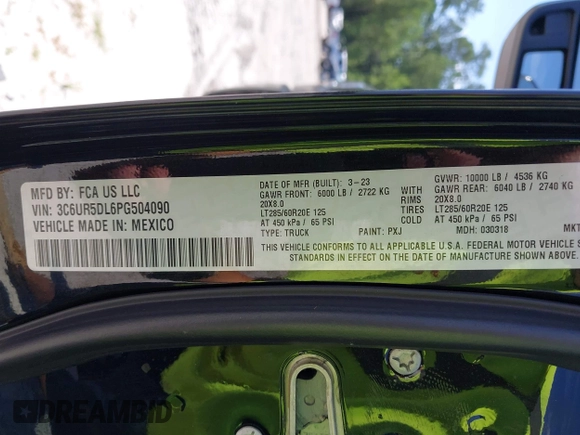 MFD BY: FCA US LLC
VIN: 3C6UR5DL6PG504090
VEHICLE MADE IN: MEXICO
DATE OF MFR (BUILT): 3-23
GAWR FRONT: 6000 LB / 2722 KG
20X8.0
LT285/60R20E 125
AT 450 kPa / 65 PSI
TYPE: TRUCK PAINT: PXJ
WITH
RIMS
TIRES
GVWR: 10000 LB / 4536 KG
GAWR REAR: 6040 LB / 2740 KG
20X8.0
LT285/60R20E 125
AT 450 kPa / 65 PSI
MDH: 030318
MKT
THIS VEHICLE CONFORMS TO ALL APPLICABLE U.S.A. FEDERAL MOTOR VEHICLE S
STANDARDS IN EFFECT ON THE DATE OF MANUFACTURE SHOWN ABOVE.
DREAMBID